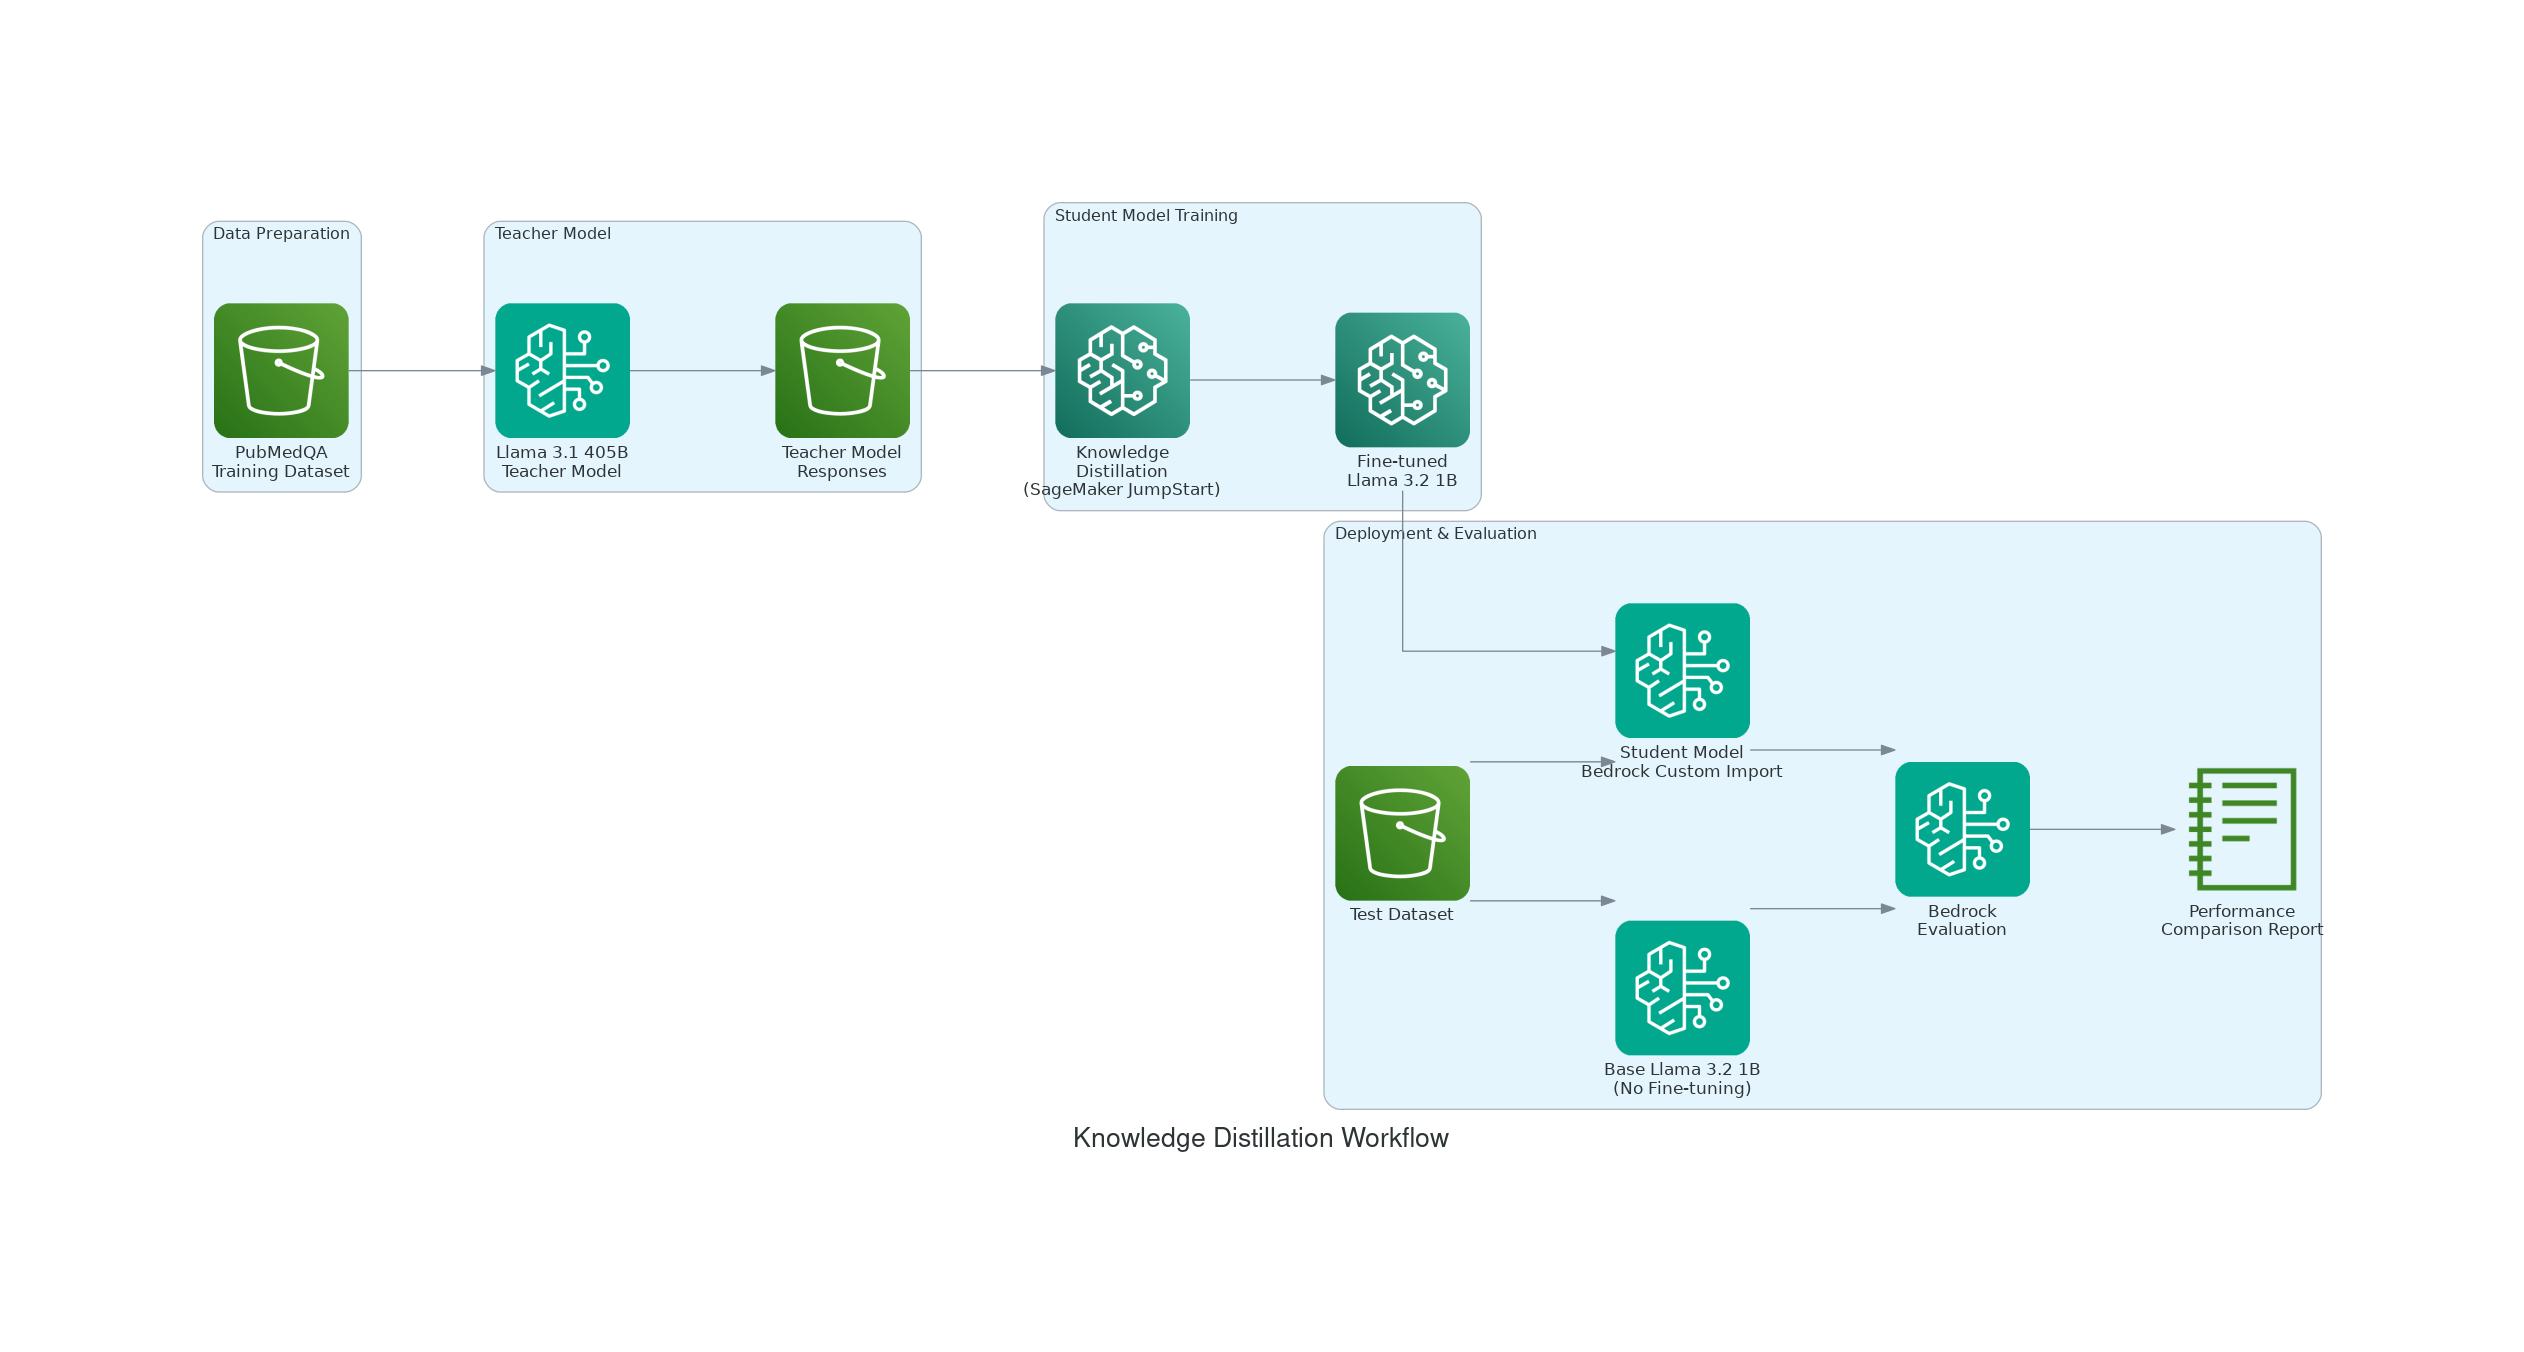 Data Preparation
PubMedQA
Training Dataset
Teacher Model
Llama 3.1 405B
Teacher Model
Teacher Model
Responses
Student Model Training
Knowledge
Distillation
(SageMaker JumpStart)
Fine-tuned
Llama 3.2 1B
Deployment & Evaluation
Student Model
Bedrock Custom Import
Test Dataset
Base Llama 3.2 1B
(No Fine-tuning)
Bedrock
Evaluation
Performance
Comparison Report
Knowledge Distillation Workflow